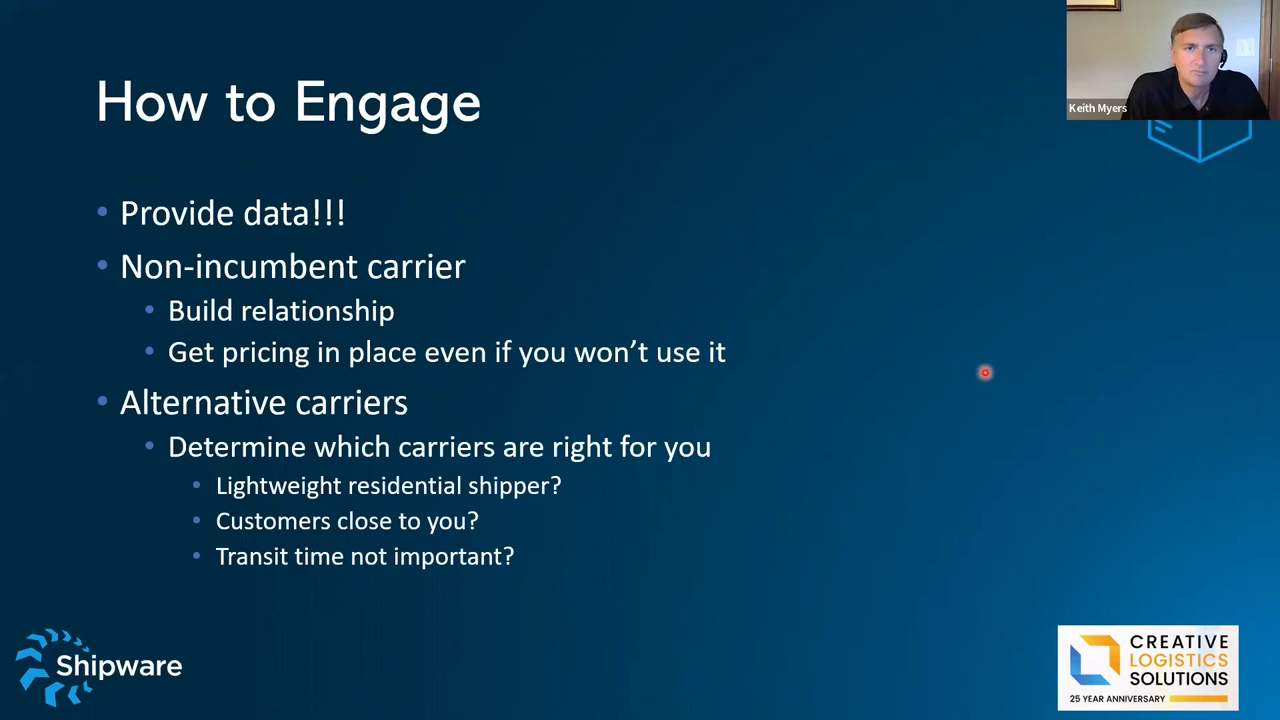 How to Engage
Keith Myers
• Provide data!!!
• Non-incumbent carrier
• Build relationship
• Get pricing in place even if you won’t use it
• Alternative carriers
• Determine which carriers are right for you
• Lightweight residential shipper?
• Customers close to you?
• Transit time not important?
Shipware
CREATIVE
LOGISTICS
SOLUTIONS
25 YEAR ANNIVERSARY